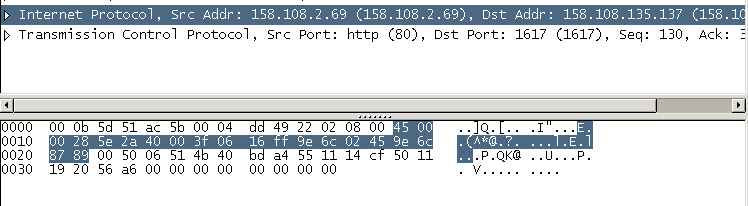 Internet Protocol, Src Addr: 158.108.2.69 (158.108.2.69), Dst Addr: 158.108.135.137 (158.10
Transmission Control Protocol, Src Port: http (80), Dst Port: 1617 (1617), Seq: 130, Ack: 3
0000 00 0b 5d 51 ac 5b 00 04 dd 49 22 02 08 00 45 00 ..]Q.[.. .I"...E.
0010 00 28 5e 2a 40 00 3f 06 16 ff 9e 6c 02 45 9e 6c .(^*@.?. ...l.E.l
0020 87 89 00 50 06 51 4b 40 bd a4 55 11 14 cf 50 11 ...P.QK@ ..U...P.
0030 19 20 56 a6 00 00 00 00 00 00 00 00 . V..... ....